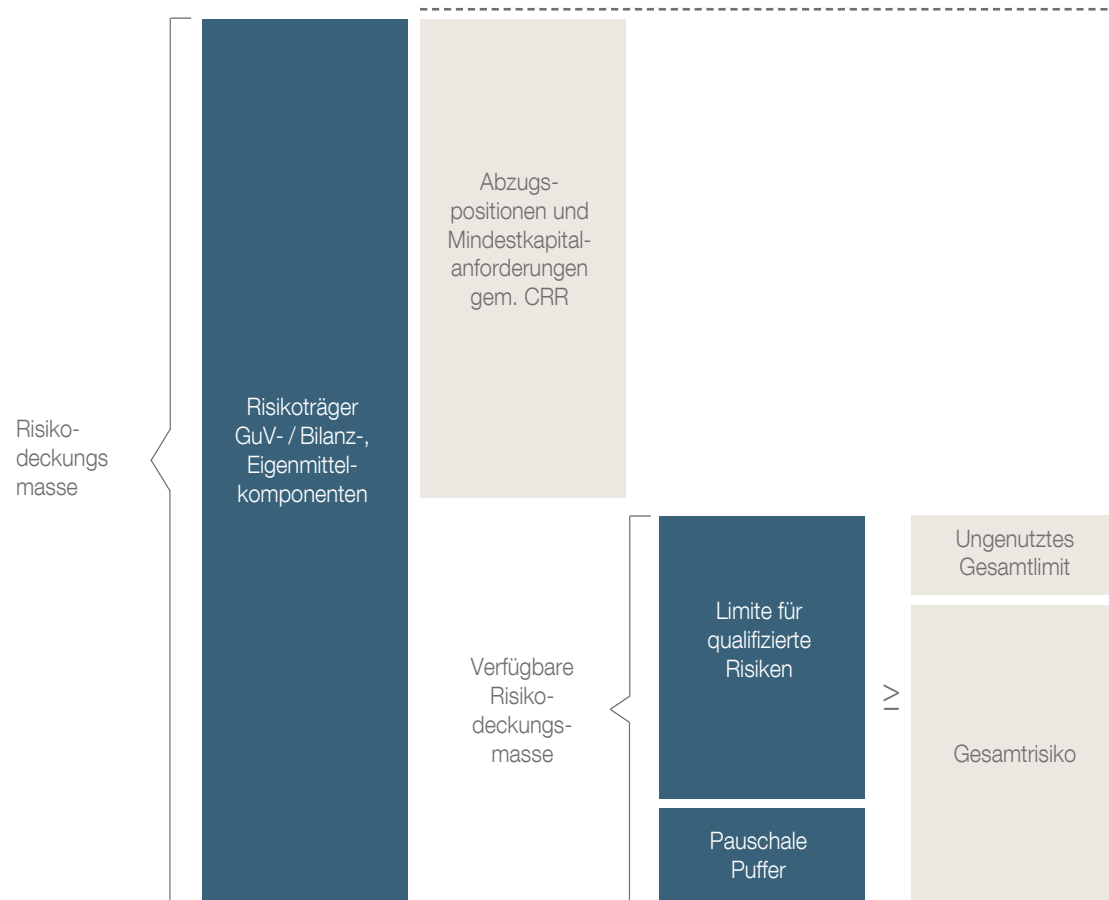 Risiko-
deckungs
masse
Risikoträger
GuV- / Bilanz-,
Eigenmittel-
komponenten
Abzugs-
positionen und
Mindestkapital-
anforderungen
gem. CRR
Verfügbare
Risiko-
deckungs-
masse
Limite für
qualifizierte
Risiken
Pauschale
Puffer
≥
Ungenutztes
Gesamtlimit
Gesamtrisiko